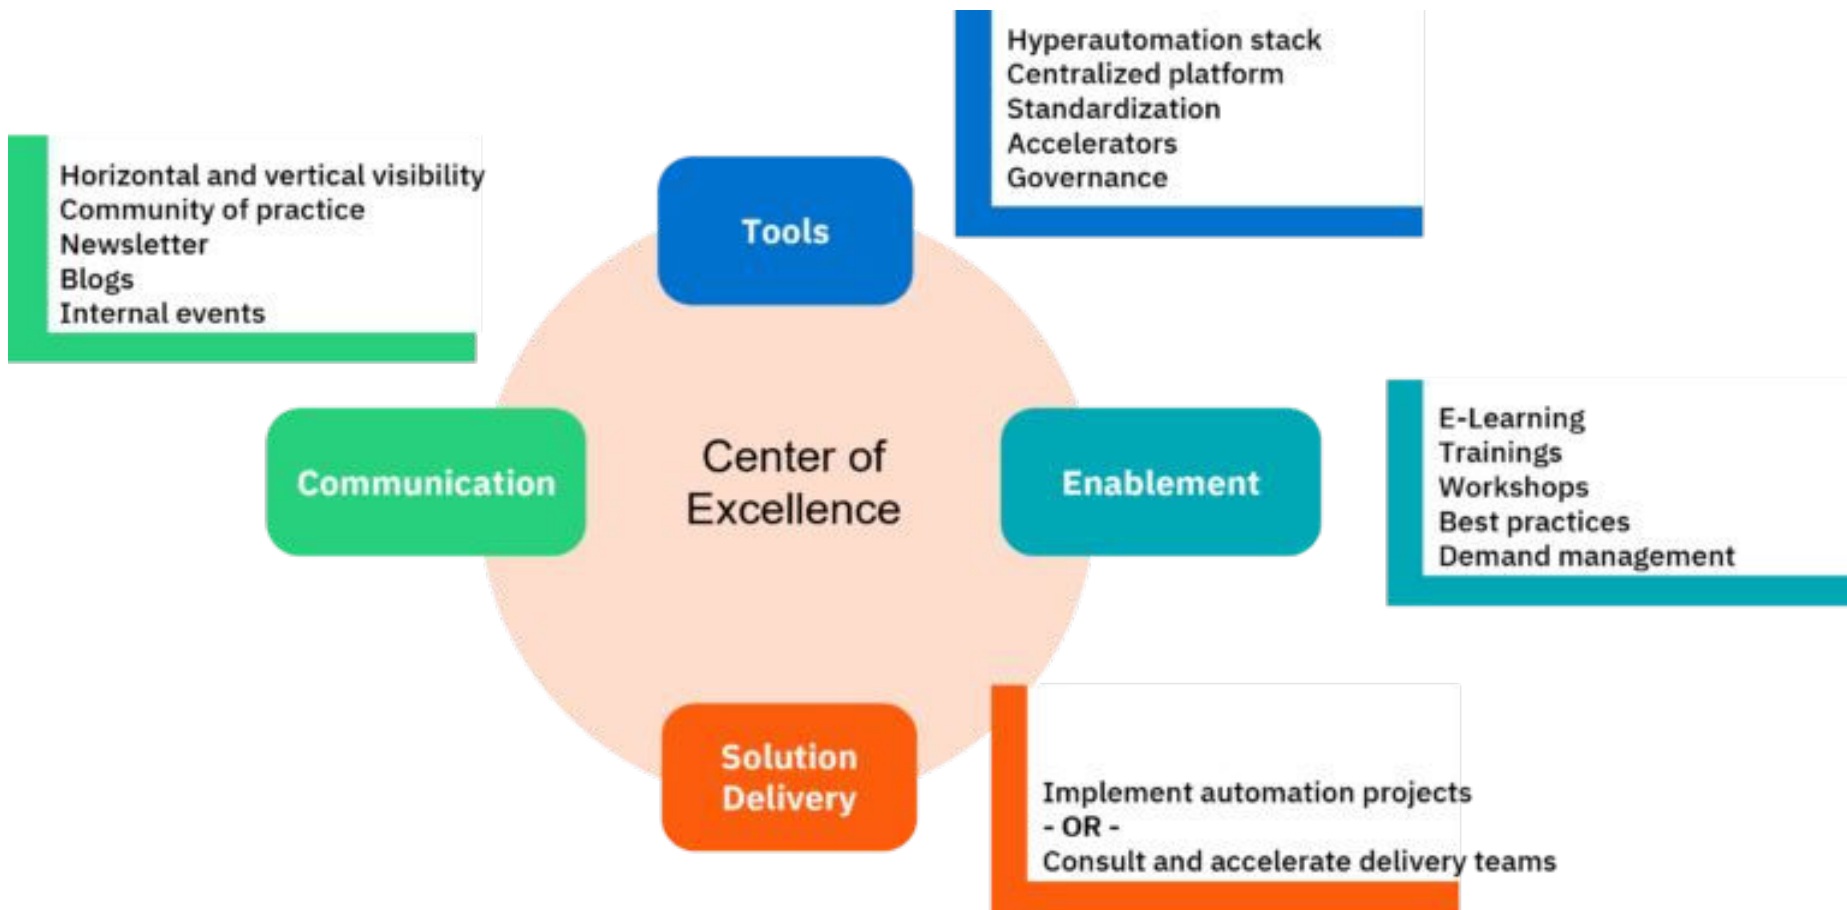 Hyperautomation stack
Centralized platform
Standardization
Accelerators
Governance
Horizontal and vertical visibility
Community of practice
Newsletter
Blogs
Internal events
Tools
Communication
Center of
Excellence
Enablement
E-Learning
Trainings
Workshops
Best practices
Demand management
Solution
Delivery
Implement automation projects
- OR -
Consult and accelerate delivery teams